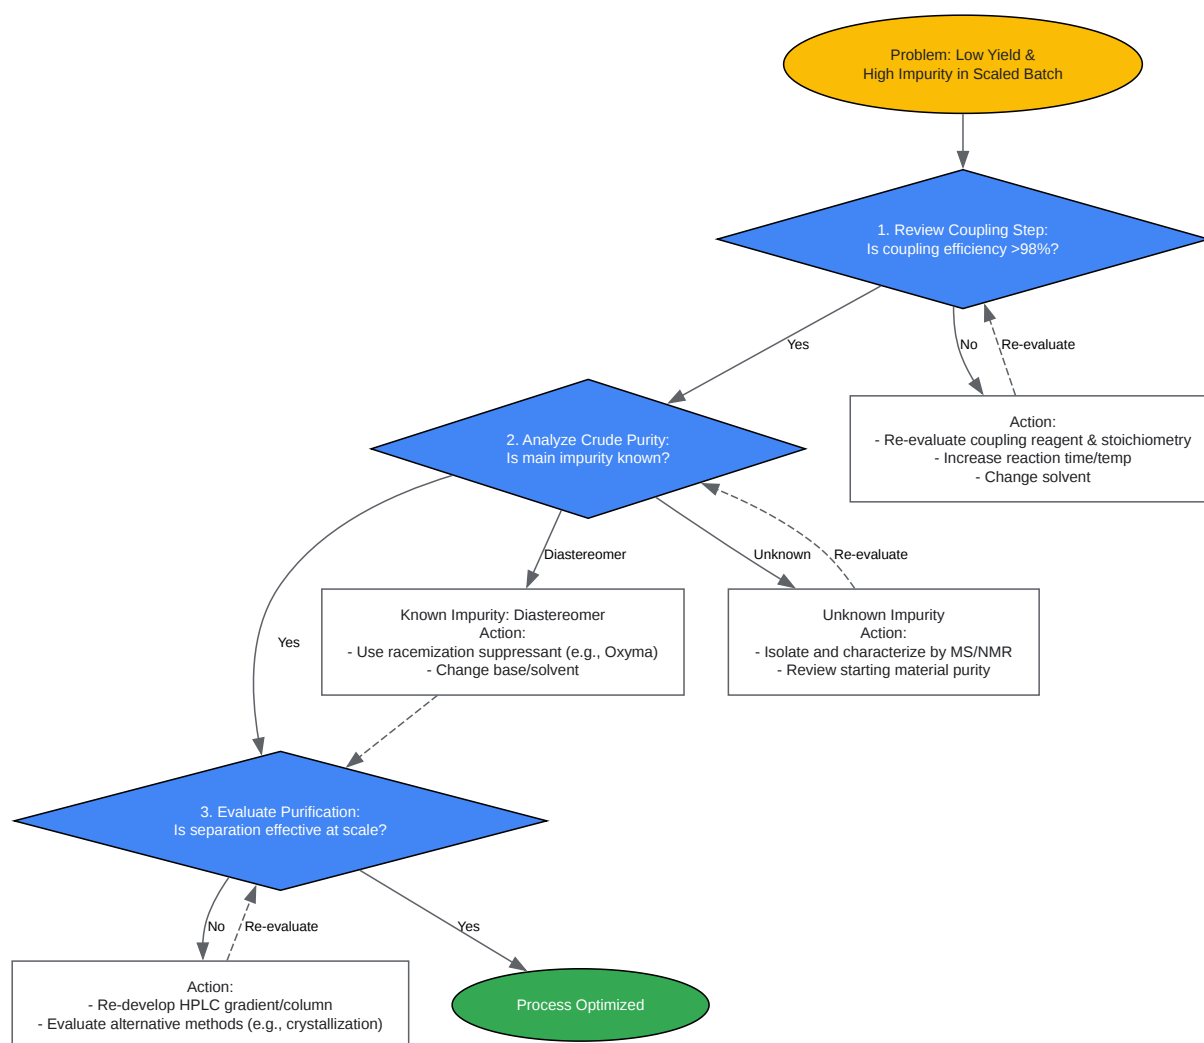 Problem: Low Yield &
High Impurity in Scaled Batch
1. Review Coupling Step:
Is coupling efficiency >98%?
Yes
No
Re-evaluate
Action:
- Re-evaluate coupling reagent & stoichiometry
- Increase reaction time/temp
- Change solvent
2. Analyze Crude Purity:
Is main impurity known?
Diastereomer
Unknown
Re-evaluate
Yes
Known Impurity: Diastereomer
Action:
- Use racemization suppressant (e.g., Oxyma)
- Change base/solvent
Unknown Impurity
Action:
- Isolate and characterize by MS/NMR
- Review starting material purity
3. Evaluate Purification:
Is separation effective at scale?
No
Re-evaluate
Yes
Action:
- Re-develop HPLC gradient/column
- Evaluate alternative methods (e.g., crystallization)
Process Optimized